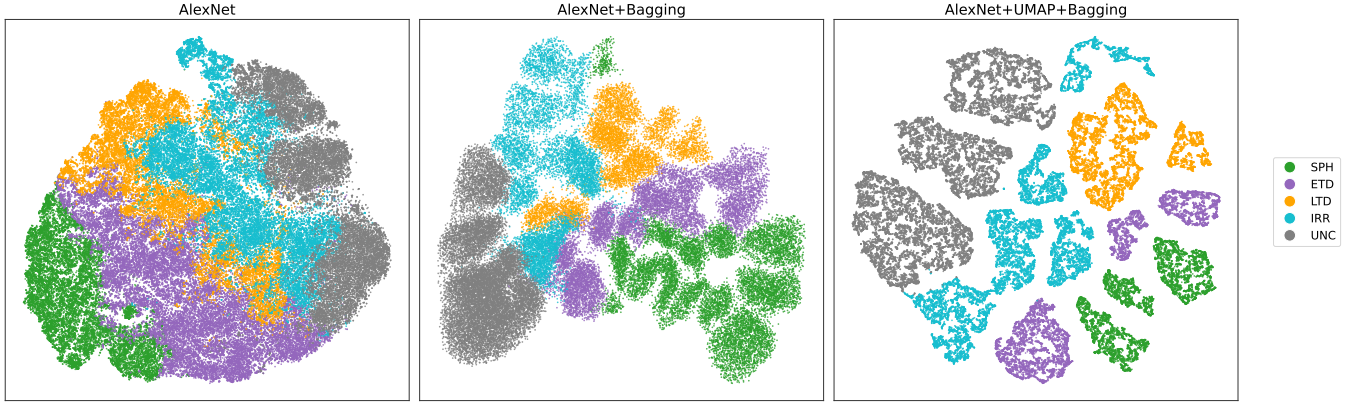 AlexNet
AlexNet+Bagging
AlexNet+UMAP+Bagging
SPH
ETD
LTD
IRR
UNC